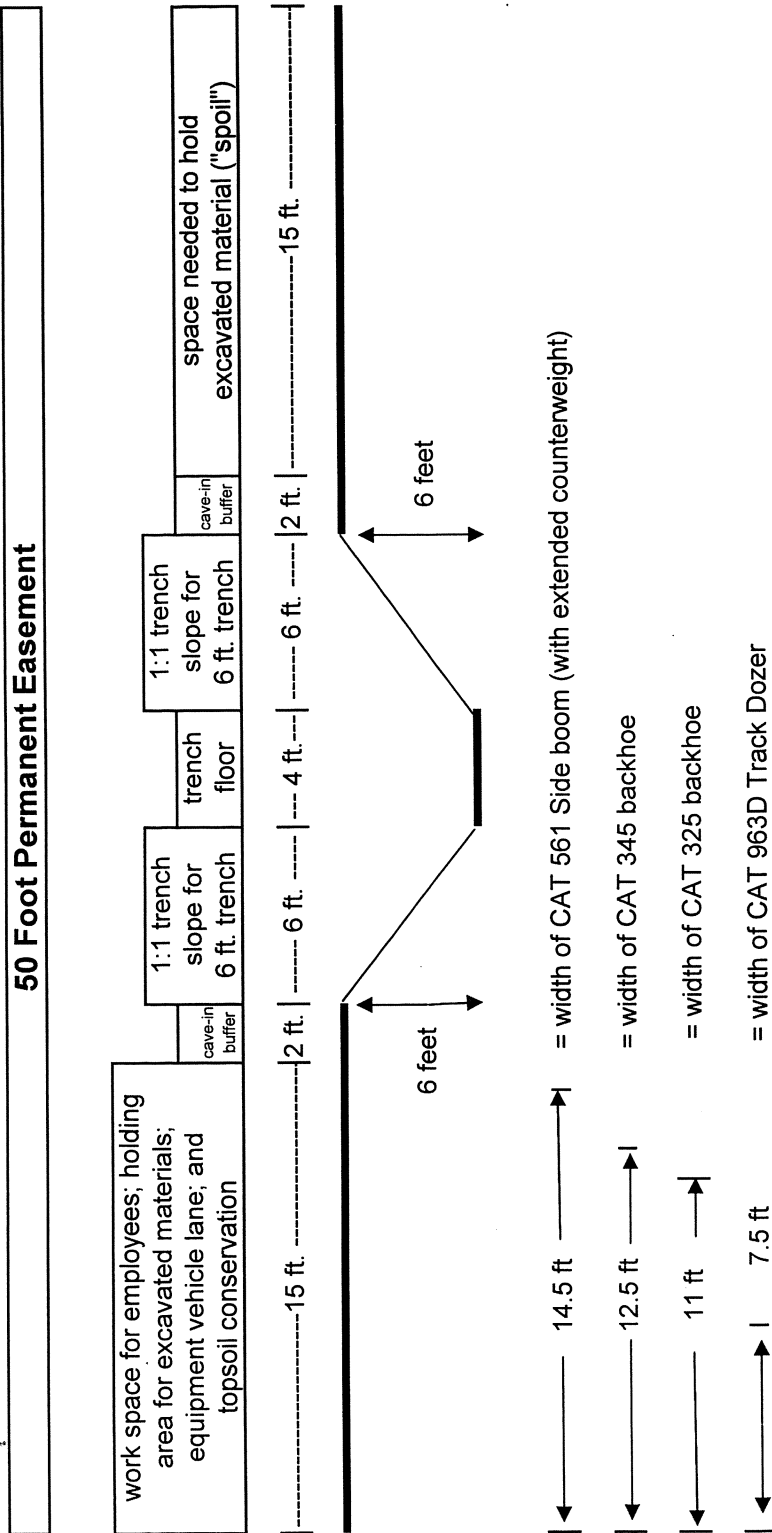 50 Foot Permanent Easement
work space for employees; holding
area for excavated materials;
equipment vehicle lane; and
topsoil conservation
cave-in
buffer
1:1 trench
slope for
6 ft. trench
trench
floor
1:1 trench
slope for
6 ft. trench
cave-in
buffer
space needed to hold
excavated material ("spoil")
15 ft.
2 ft.
6 ft.
4 ft.
6 ft.
2 ft.
15 ft.
6 feet
6 feet
14.5 ft = width of CAT 561 Side boom (with extended counterweight)
12.5 ft = width of CAT 345 backhoe
11 ft = width of CAT 325 backhoe
7.5 ft = width of CAT 963D Track Dozer